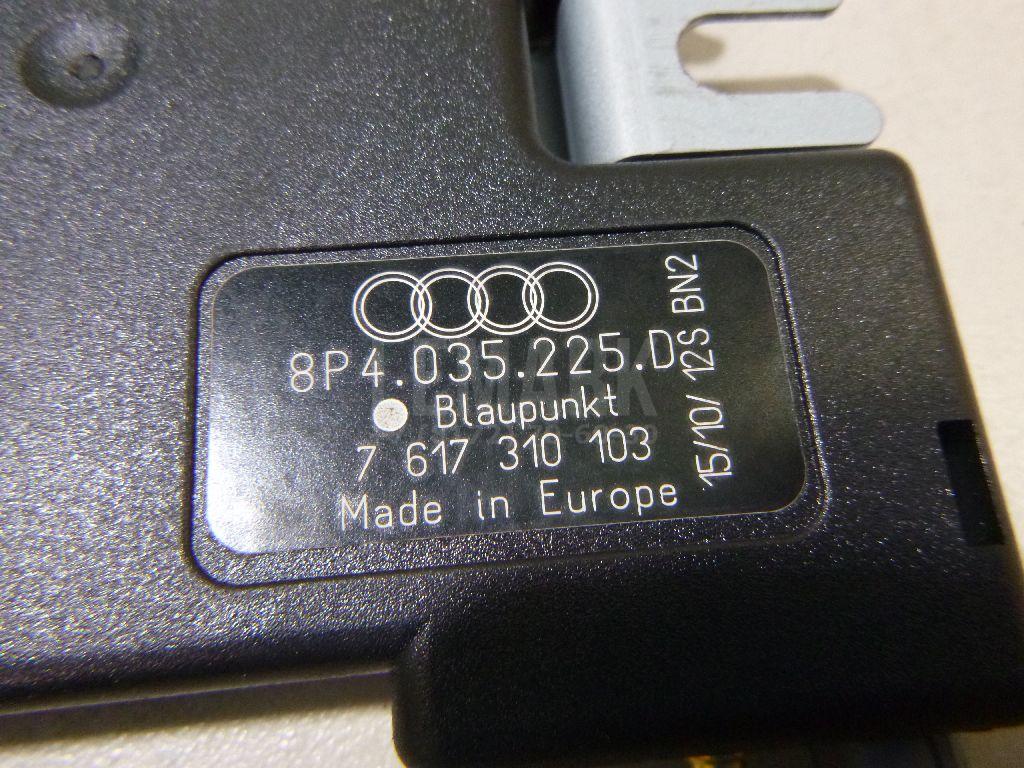 8P4.035.225.D
Blaupunkt
7 617 310 103
Made in Europe
15/10/ 12S BN2